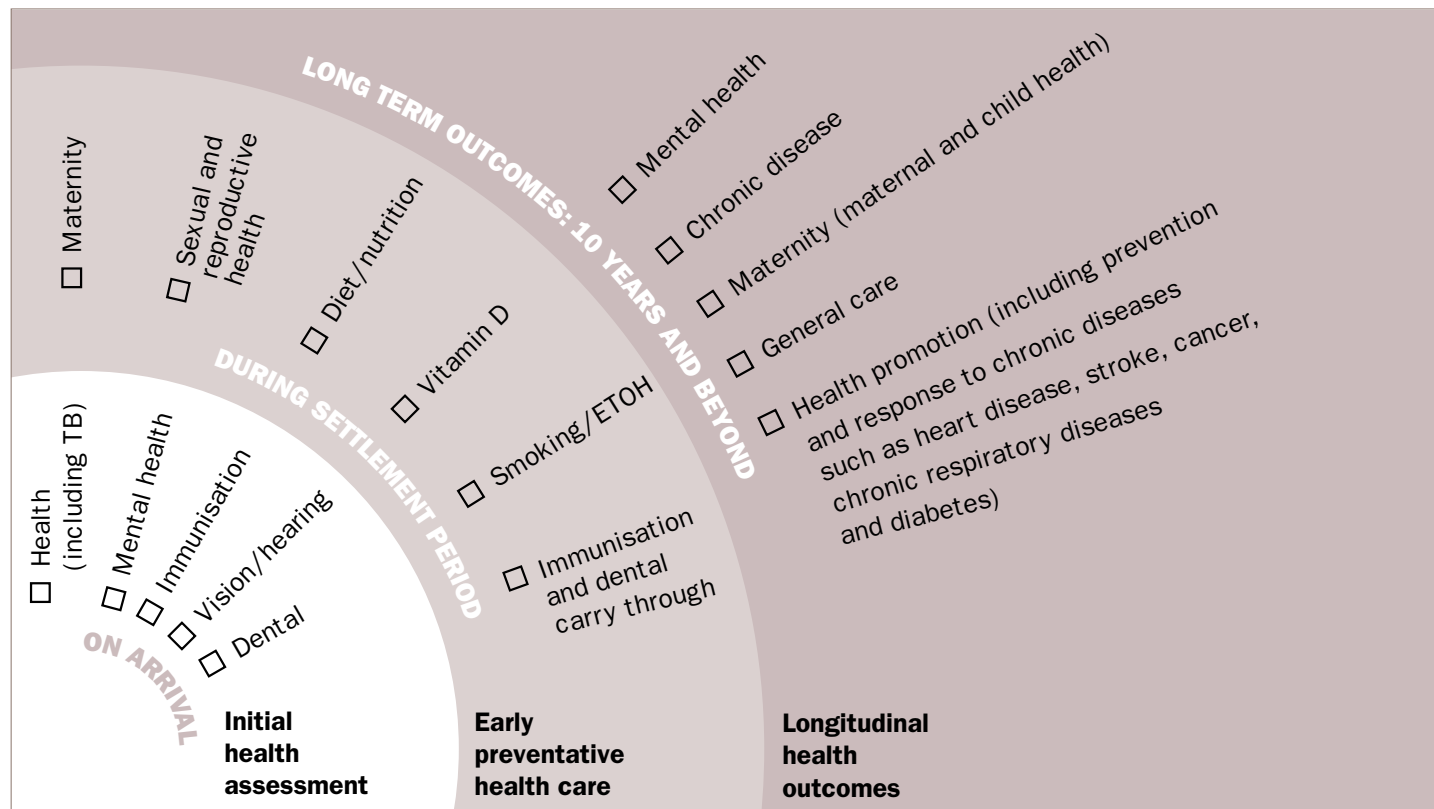 ON ARRIVAL
Health
(including TB)
Mental health
Immunisation
Vision/hearing
Dental
Initial
health
assessment
DURING SETTLEMENT PERIOD
Maternity
Sexual and
reproductive
health
Diet/nutrition
Vitamin D
Smoking/ETOH
Immunisation
and dental
carry through
Early
preventative
health care
LONG TERM OUTCOMES: 10 YEARS AND BEYOND
Mental health
Chronic disease
Maternity (maternal and child health)
General care
Health promotion (including prevention
and response to chronic diseases
such as heart disease, stroke, cancer,
chronic respiratory diseases
and diabetes)
Longitudinal
health
outcomes